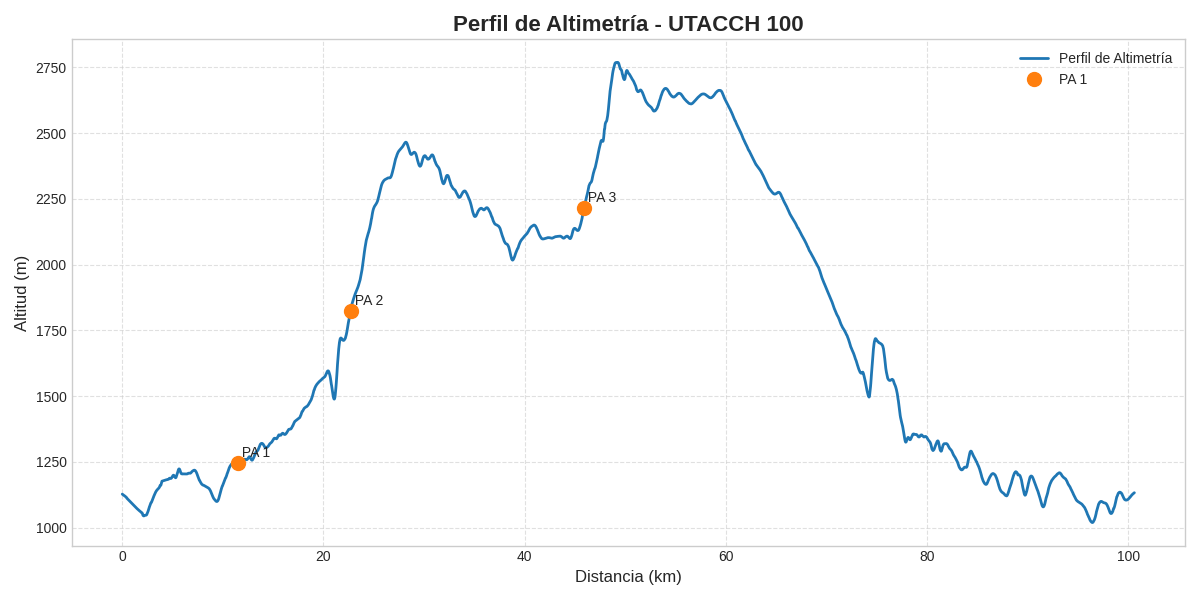 Perfil de Altimetría - UTACCH 100
Perfil de Altimetría
PA 1
2750
2500
2250
2000
1750
1500
1250
1000
Altitud (m)
PA 3
PA 2
PA 1
0
20
40
60
80
100
Distancia (km)